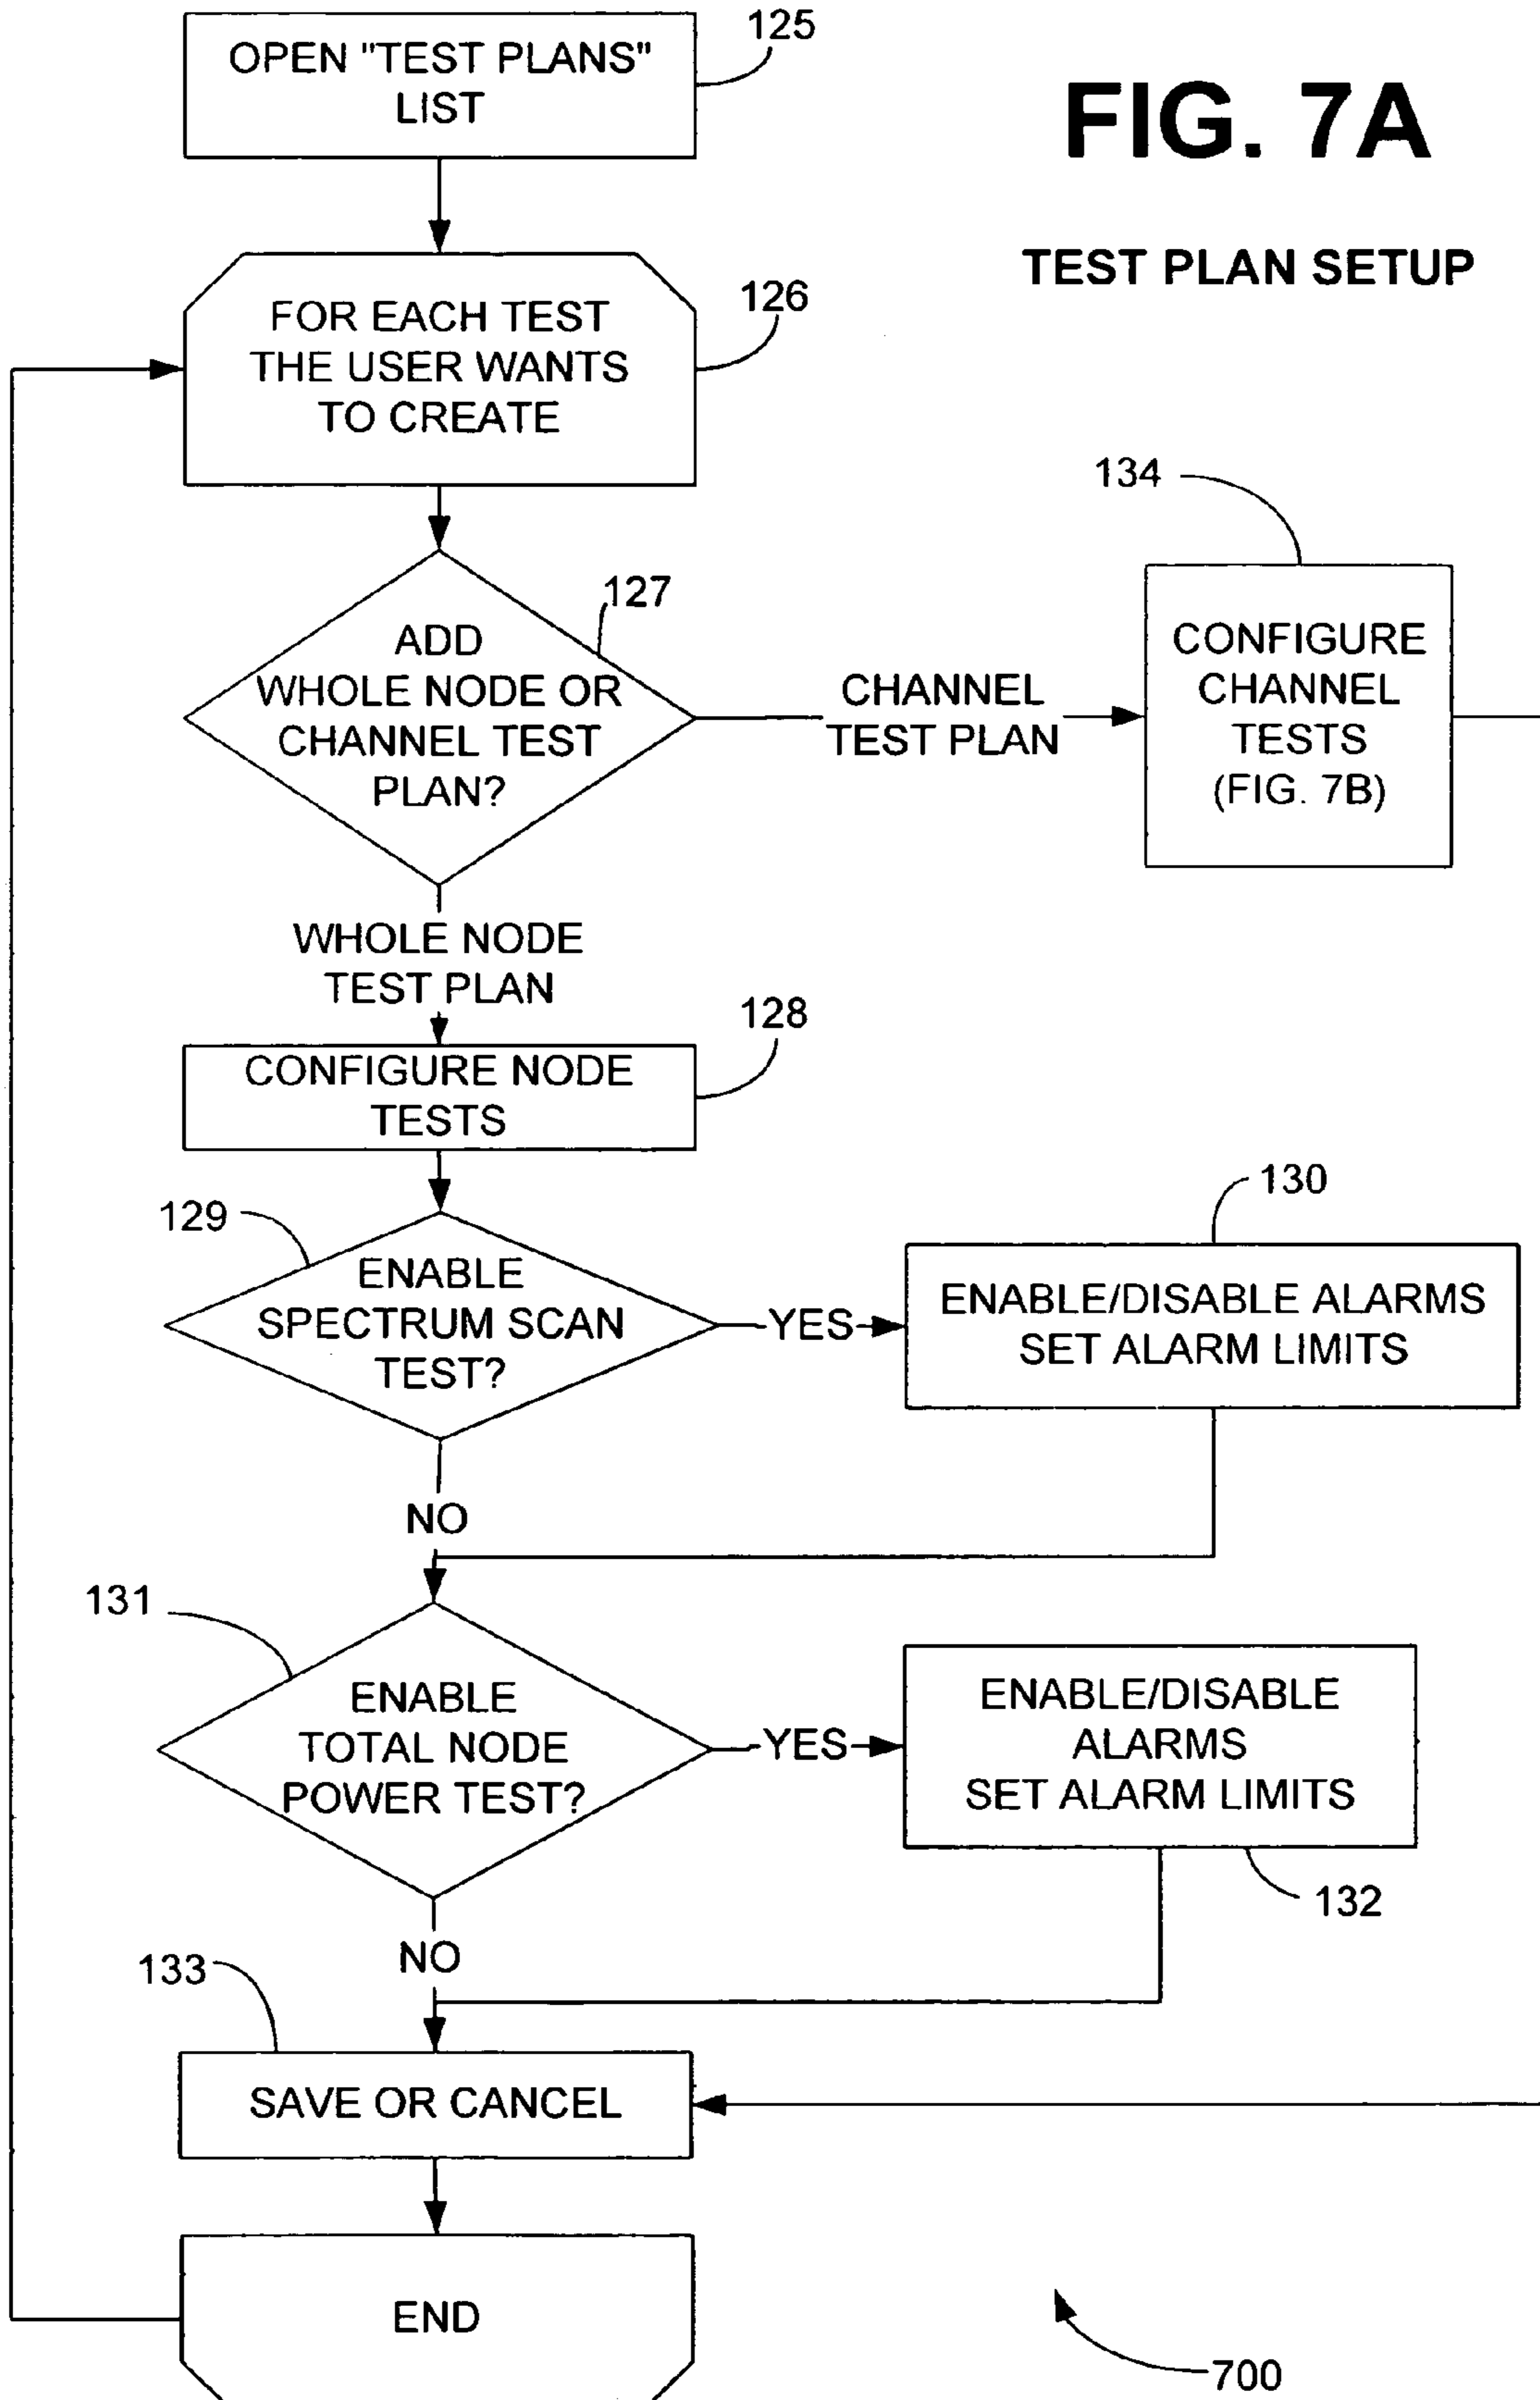 125
OPEN "TEST PLANS"
LIST
FIG. 7A
TEST PLAN SETUP
126
FOR EACH TEST
THE USER WANTS
TO CREATE
134
127
ADD
WHOLE NODE OR
CHANNEL TEST
PLAN?
CHANNEL
TEST PLAN
CONFIGURE
CHANNEL
TESTS
(FIG. 7B)
WHOLE NODE
TEST PLAN
128
CONFIGURE NODE
TESTS
129
130
ENABLE
SPECTRUM SCAN
TEST?
YES
ENABLE/DISABLE ALARMS
SET ALARM LIMITS
NO
131
ENABLE
TOTAL NODE
POWER TEST?
YES
ENABLE/DISABLE
ALARMS
SET ALARM LIMITS
132
NO
133
SAVE OR CANCEL
END
700